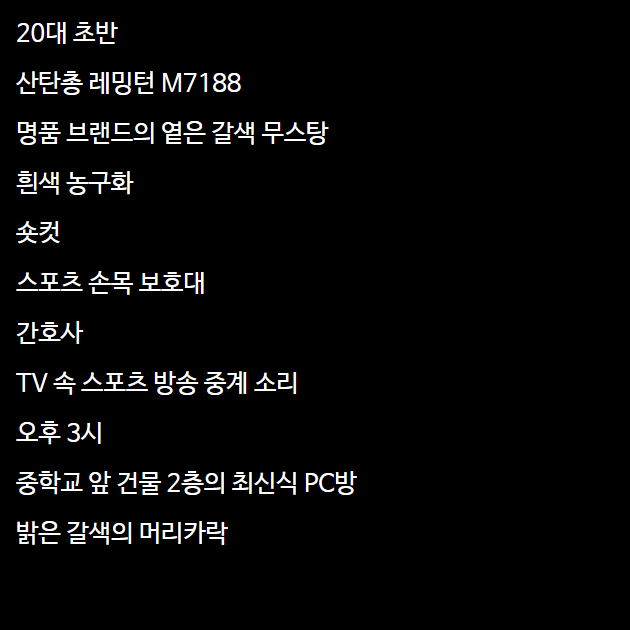 20대 초반
산탄총 레밍턴 M7188
명품 브랜드의 옅은 갈색 무스탕
흰색 농구화
숏컷
스포츠 손목 보호대
간호사
TV 속 스포츠 방송 중계 소리
오후 3시
중학교 앞 건물 2층의 최신식 PC방
밝은 갈색의 머리카락